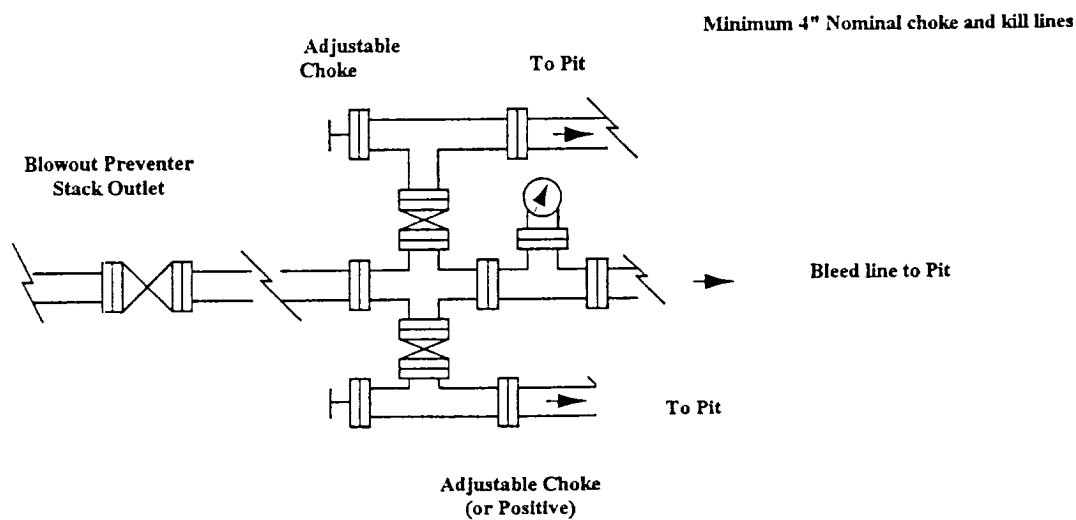 Minimum 4" Nominal choke and kill lines
Adjustable
Choke
To Pit
Blowout Preventer
Stack Outlet
Bleed line to Pit
To Pit
Adjustable Choke
(or Positive)